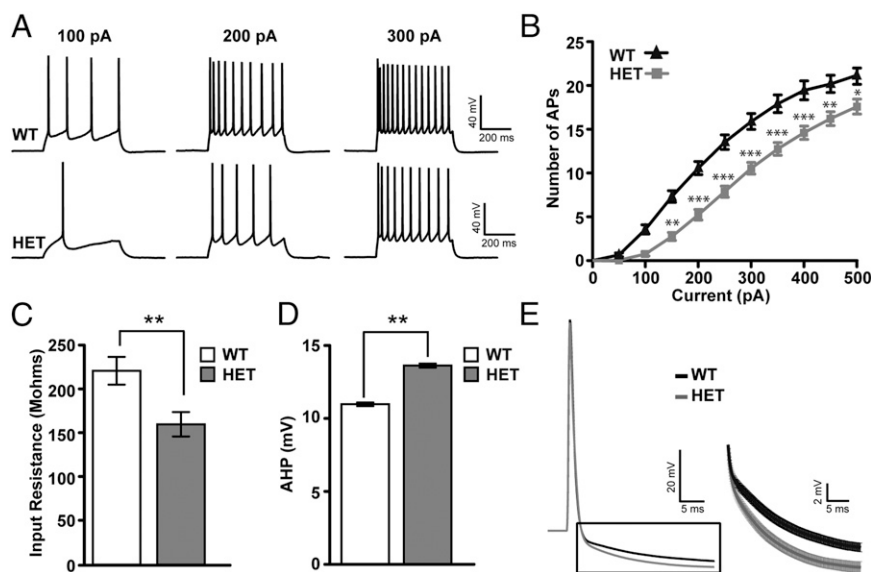 A
100 pA 200 pA 300 pA
WT
40 mV
200 ms
HET
40 mV
200 ms
B
WT
HET
Number of APs
25
20
15
10
5
0
** *** *** *** *** *** ** *
0 100 200 300 400 500
Current (pA)
C
**
WT
HET
Input Resistance (Mohms)
250
200
150
100
50
0
D
**
WT
HET
AHP (mV)
15
10
5
0
E
WT
HET
20 mV
5 ms
2 mV
5 ms